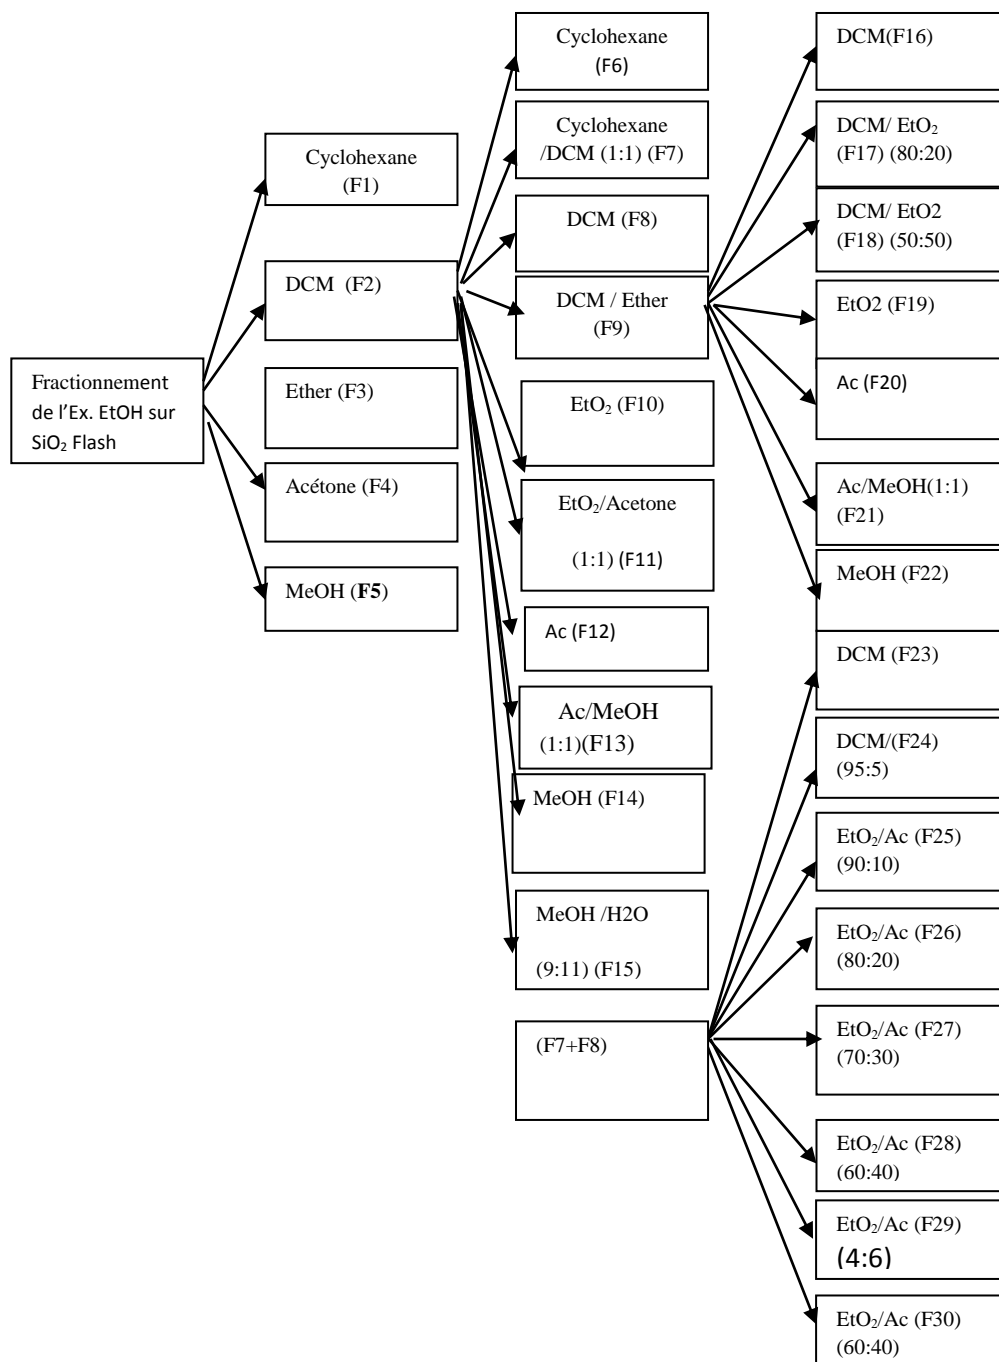 Fractionnement
de l'Ex. EtOH sur
SiO₂ Flash
Cyclohexane
(F1)
DCM (F2)
Ether (F3)
Acétone (F4)
MeOH (F5)
Cyclohexane
(F6)
Cyclohexane
/DCM (1:1) (F7)
DCM (F8)
DCM / Ether
(F9)
EtO₂ (F10)
EtO₂/Acetone
(1:1) (F11)
Ac (F12)
Ac/MeOH
(1:1)(F13)
MeOH (F14)
MeOH /H2O
(9:11) (F15)
(F7+F8)
DCM(F16)
DCM/ EtO₂
(F17) (80:20)
DCM/ EtO2
(F18) (50:50)
EtO2 (F19)
Ac (F20)
Ac/MeOH(1:1)
(F21)
MeOH (F22)
DCM (F23)
DCM/(F24)
(95:5)
EtO₂/Ac (F25)
(90:10)
EtO₂/Ac (F26)
(80:20)
EtO₂/Ac (F27)
(70:30)
EtO₂/Ac (F28)
(60:40)
EtO₂/Ac (F29)
(4:6)
EtO₂/Ac (F30)
(60:40)